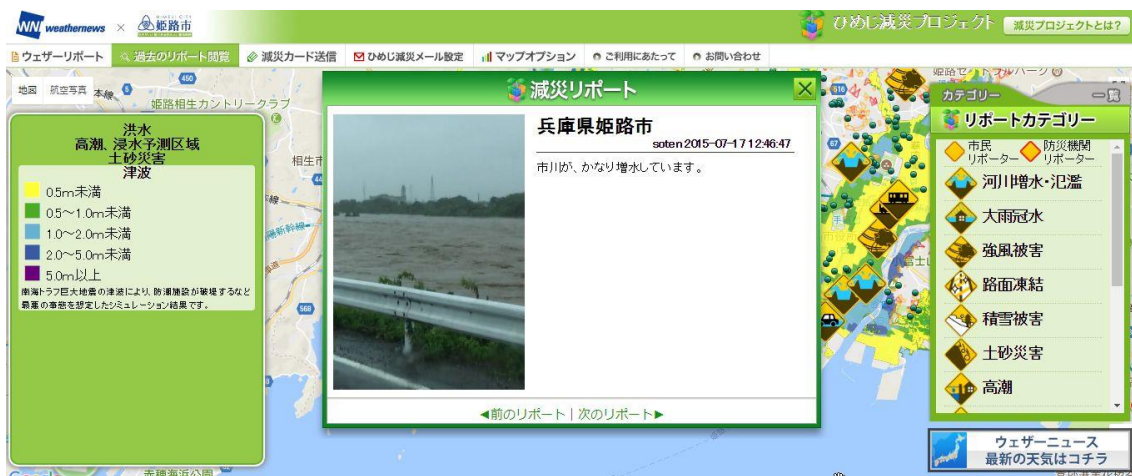 weathernews × 姫路市
ひめじ減災プロジェクト 減災プロジェクトとは?
ウェザーリポート 過去のリポート閲覧 減災カード送信 ひめじ減災メール設定 マップオプション ご利用にあたって お問い合わせ
地図 航空写真
450
姫路相生カントリークラブ
洪水
高潮、浸水予測区域
土砂災害
津波
0.5m未満
0.5～1.0m未満
1.0～2.0m未満
2.0～5.0m未満
5.0m以上
南海トラフ巨大地震の津波により、防潮施設が破堤するなど
最悪の事態を想定したシミュレーション結果です。
相生市
568
減災リポート
兵庫県姫路市
soten 2015-07-17 12:46:47
市川が、かなり増水しています。
◀前のリポート | 次のリポート▶
516
67
カテゴリー
リポートカテゴリー
市民
リポーター
防災機関
リポーター
河川増水・氾濫
大雨冠水
強風被害
路面凍結
積雪被害
土砂災害
高潮
ウェザーニュース
最新の天気はコチラ
赤穂海浜公園